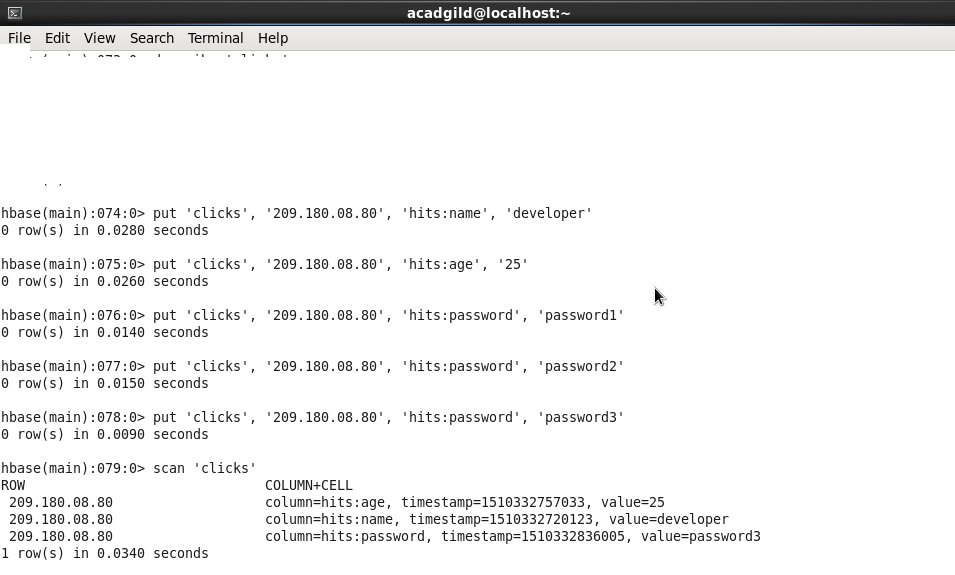 acadgild@localhost:~
File Edit View Search Terminal Help
hbase(main):074:0> put 'clicks', '209.180.08.80', 'hits:name', 'developer'
0 row(s) in 0.0280 seconds
hbase(main):075:0> put 'clicks', '209.180.08.80', 'hits:age', '25'
0 row(s) in 0.0260 seconds
hbase(main):076:0> put 'clicks', '209.180.08.80', 'hits:password', 'password1'
0 row(s) in 0.0140 seconds
hbase(main):077:0> put 'clicks', '209.180.08.80', 'hits:password', 'password2'
0 row(s) in 0.0150 seconds
hbase(main):078:0> put 'clicks', '209.180.08.80', 'hits:password', 'password3'
0 row(s) in 0.0090 seconds
hbase(main):079:0> scan 'clicks'
ROW COLUMN+CELL
209.180.08.80 column=hits:age, timestamp=1510332757033, value=25
209.180.08.80 column=hits:name, timestamp=1510332720123, value=developer
209.180.08.80 column=hits:password, timestamp=1510332836005, value=password3
1 row(s) in 0.0340 seconds